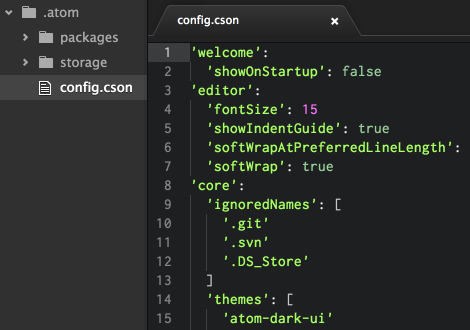 .atom
packages
storage
config.cson
config.cson
1 'welcome':
2 'showOnStartup': false
3 'editor':
4 'fontSize': 15
5 'showIndentGuide': true
6 'softWrapAtPreferredLineLength':
7 'softWrap': true
8 'core':
9 'ignoredNames': [
10 '.git'
11 '.svn'
12 '.DS_Store'
13 ]
14 'themes': [
15 'atom-dark-ui'